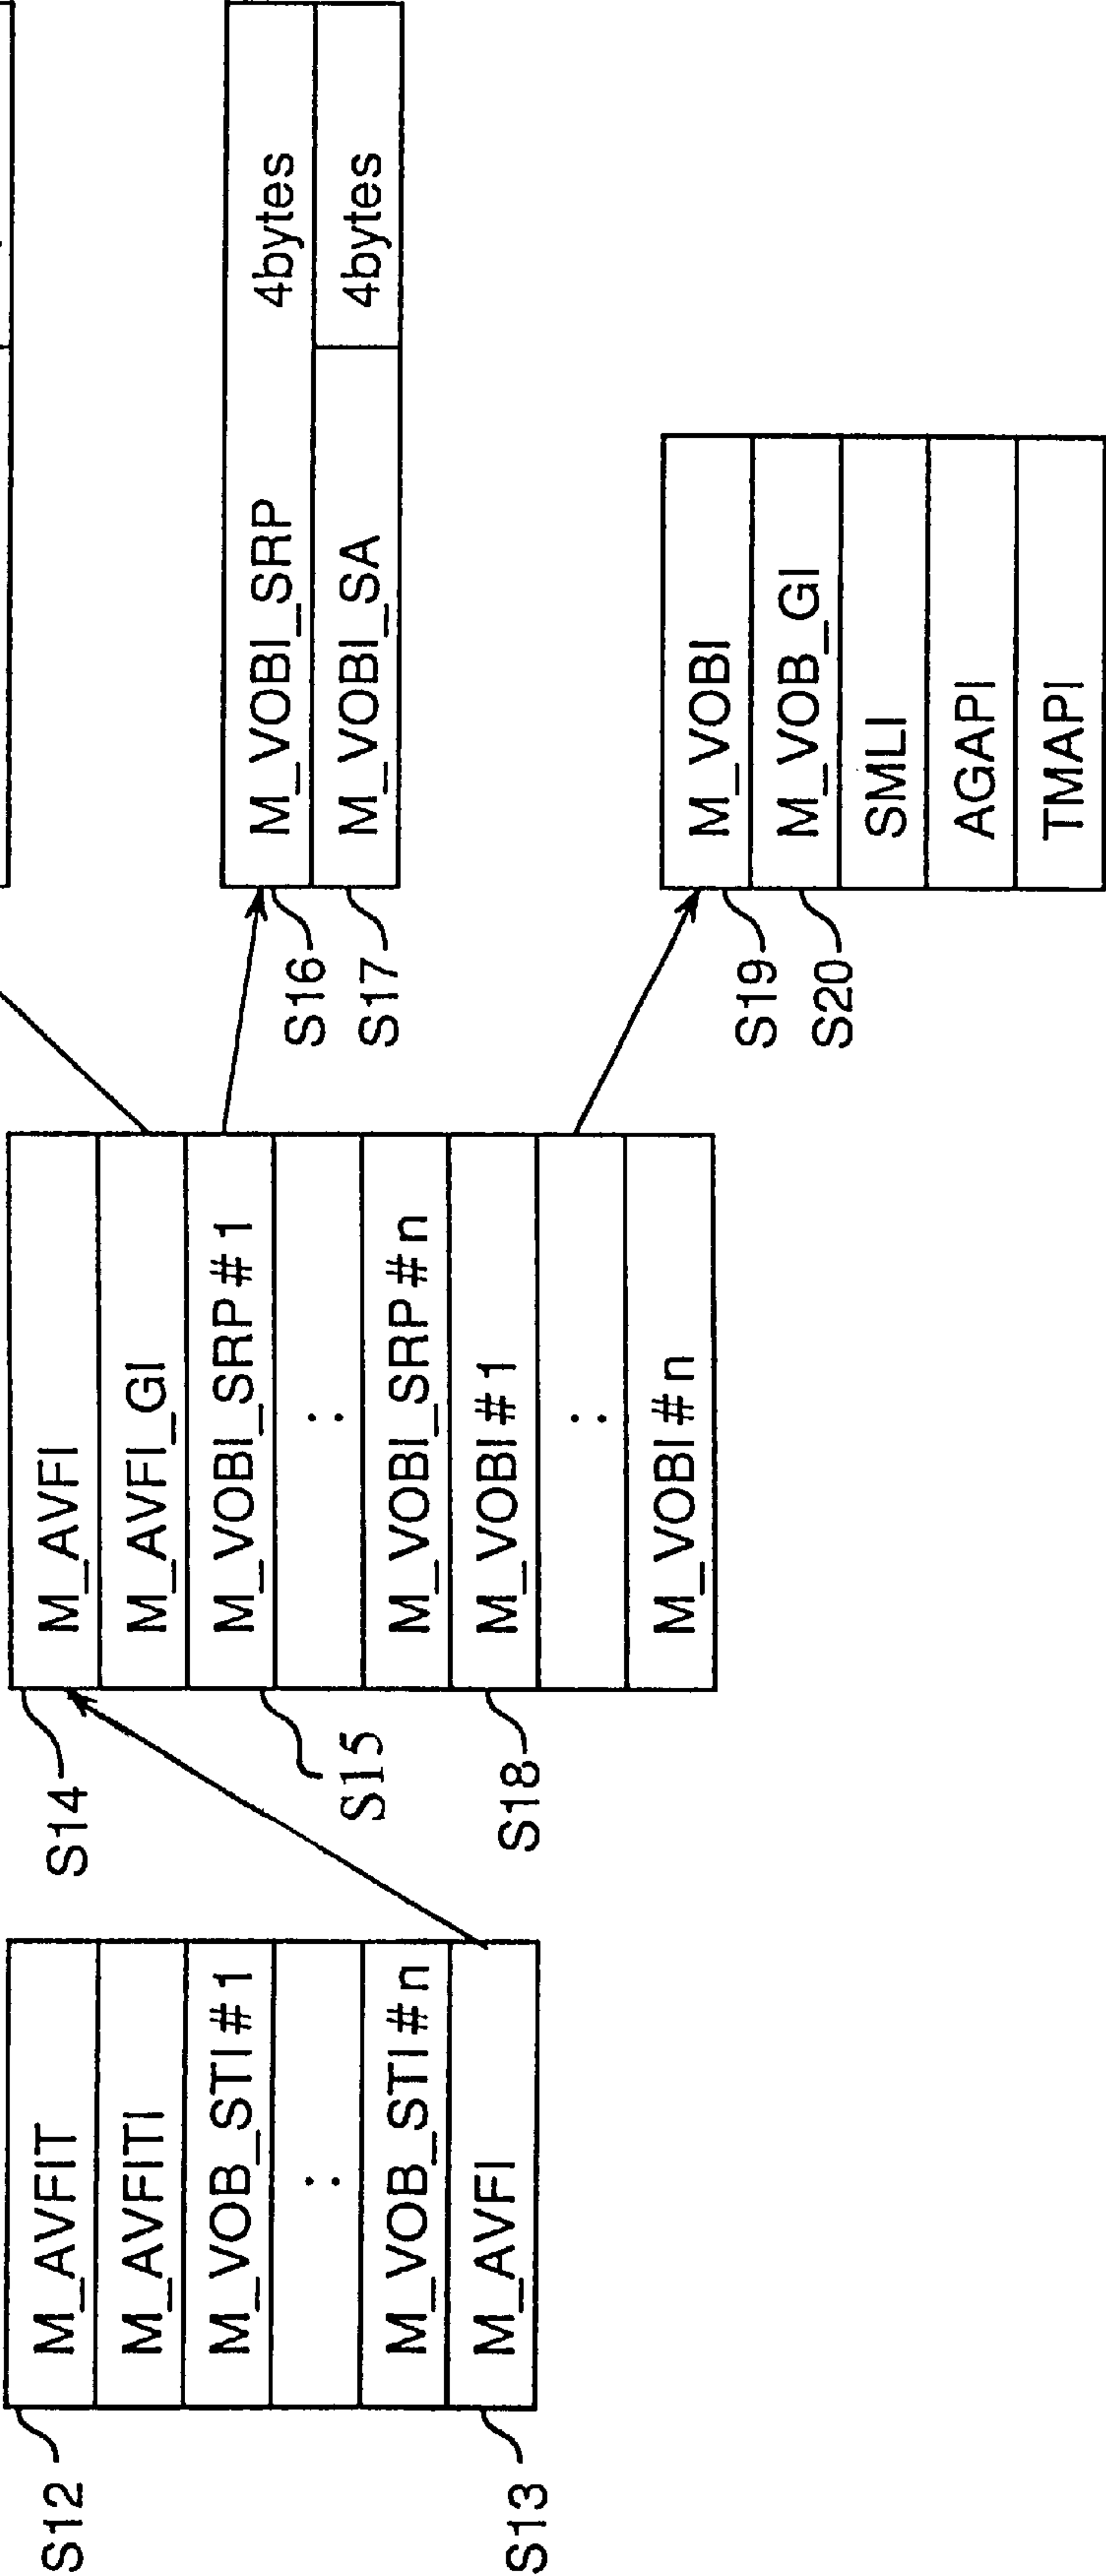 S12
M_AVFIT
M_AVFITI
M_VOB_STI#1
:
M_VOB_STI#n
M_AVFI
S13
S14
M_AVFI
M_AVFI_GI
M_VOBI_SRP#1
:
M_VOBI_SRP#n
M_VOBI#1
:
M_VOBI#n
S15
S18
M_VOBI_SRP 4bytes
M_VOBI_SA 4bytes
S16
S17
M_VOBI
M_VOB_GI
SMLI
AGAPI
TMAPI
S19
S20